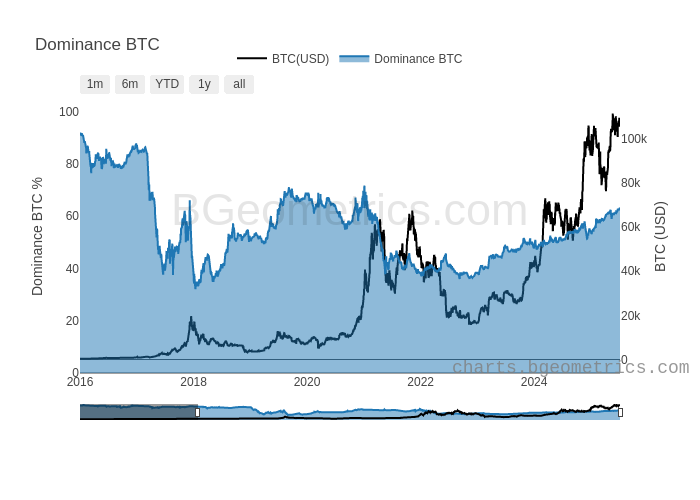 Dominance BTC
BTC(USD) Dominance BTC
1m 6m YTD 1y all
100
80
60
40
20
0
Dominance BTC %
100k
80k
60k
40k
20k
0
BTC (USD)
BGeometrics.com
charts.bgeometrics.com
2016 2018 2020 2022 2024